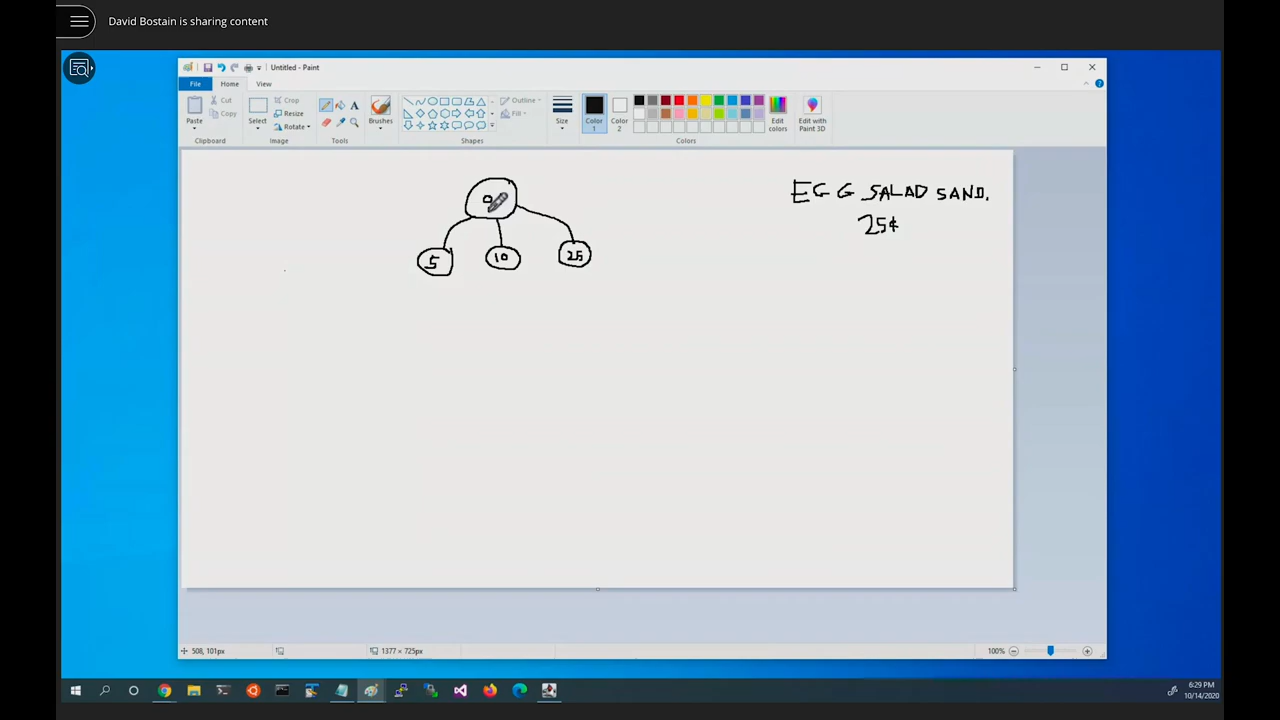 David Bostain is sharing content
Untitled - Paint
File
Home
View
Paste
Cut
Copy
Clipboard
Select
Crop
Resize
Rotate
Image
Tools
Brushes
Outline
Fill
Shapes
Size
Color 1
Color 2
Edit colors
Edit with Paint 3D
Colors
0
5
10
25
EGG SALAD SAND.
25¢
508, 101px
1377 × 725px
100%
6:29 PM
10/14/2020